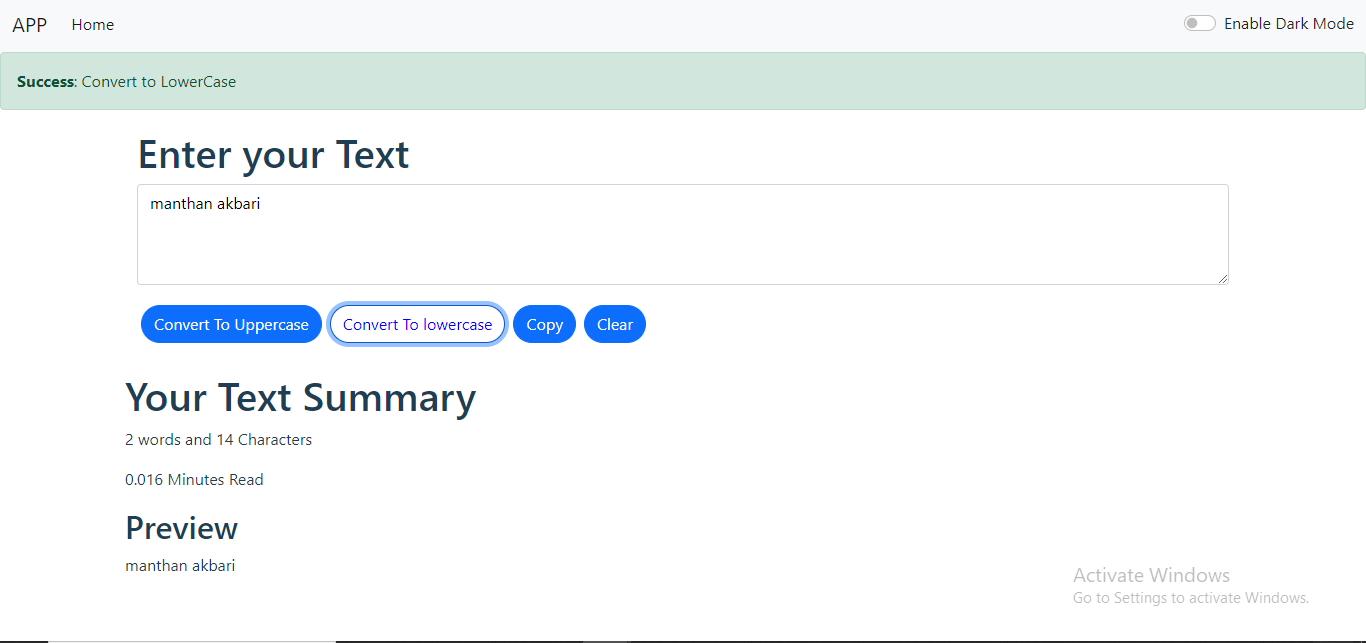 APP Home Enable Dark Mode
Success: Convert to LowerCase
Enter your Text
manthan akbari
Convert To Uppercase Convert To lowercase Copy Clear
Your Text Summary
2 words and 14 Characters
0.016 Minutes Read
Preview
manthan akbari
Activate Windows
Go to Settings to activate Windows.